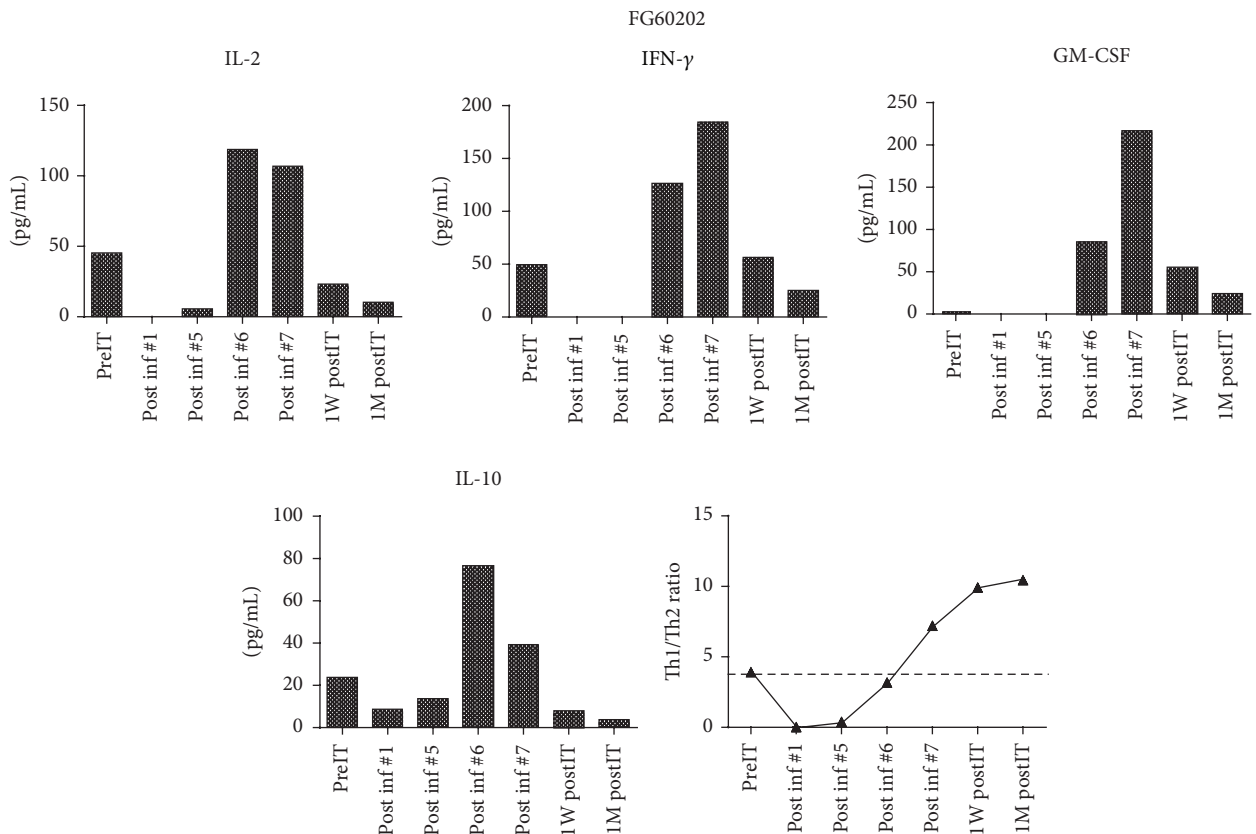 FG60202
IL-2
(pg/mL)
150
100
50
0
PreIT
Post inf #1
Post inf #5
Post inf #6
Post inf #7
1W postIT
1M postIT
IFN-γ
(pg/mL)
200
150
100
50
0
PreIT
Post inf #1
Post inf #5
Post inf #6
Post inf #7
1W postIT
1M postIT
GM-CSF
(pg/mL)
250
200
150
100
50
0
PreIT
Post inf #1
Post inf #5
Post inf #6
Post inf #7
1W postIT
1M postIT
IL-10
(pg/mL)
100
80
60
40
20
0
PreIT
Post inf #1
Post inf #5
Post inf #6
Post inf #7
1W postIT
1M postIT
Th1/Th2 ratio
15
10
5
0
PreIT
Post inf #1
Post inf #5
Post inf #6
Post inf #7
1W postIT
1M postIT